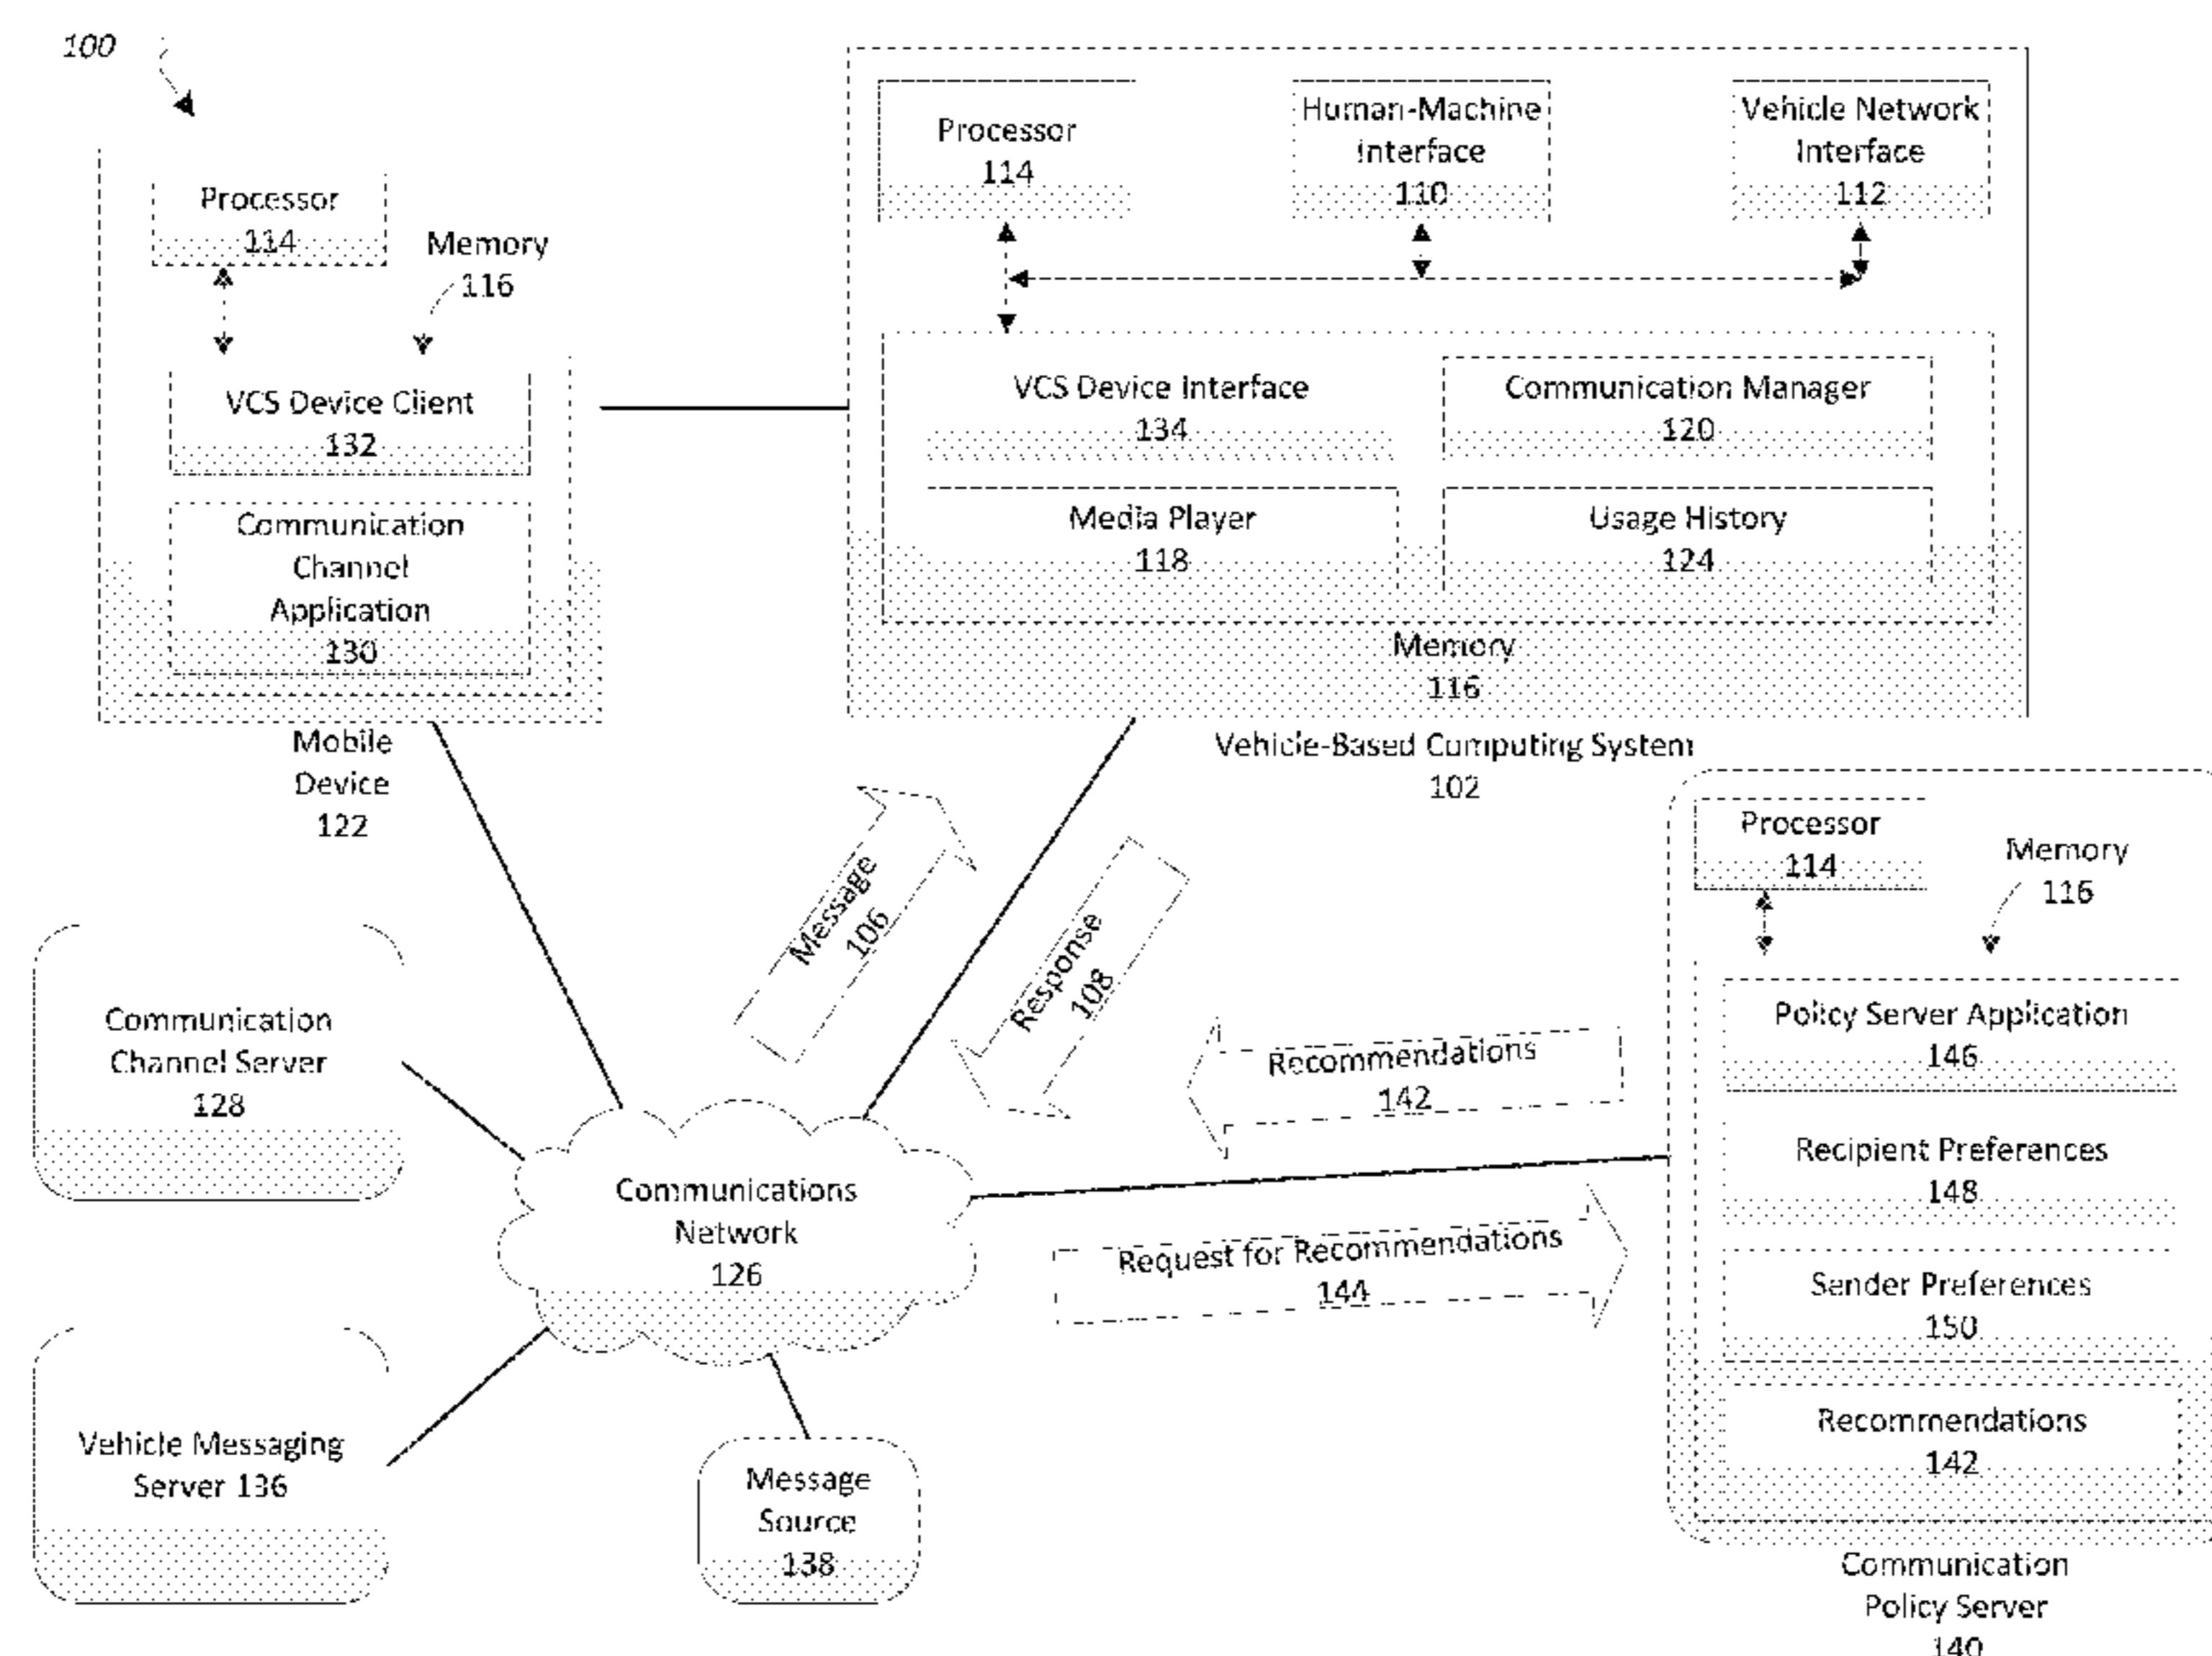 100
Processor
114
Memory
116
VCS Device Client
132
Communication
Channel
Application
130
Mobile
Device
122
Processor
114
Human-Machine
Interface
110
Vehicle Network
Interface
112
VCS Device Interface
134
Communication Manager
120
Media Player
118
Usage History
124
Memory
116
Vehicle-Based Computing System
102
Message
106
Response
108
Recommendations
142
Request for Recommendations
144
Communication
Channel Server
128
Communications
Network
126
Vehicle Messaging
Server 136
Message
Source
138
Processor
114
Memory
116
Policy Server Application
146
Recipient Preferences
148
Sender Preferences
150
Recommendations
142
Communication
Policy Server
140